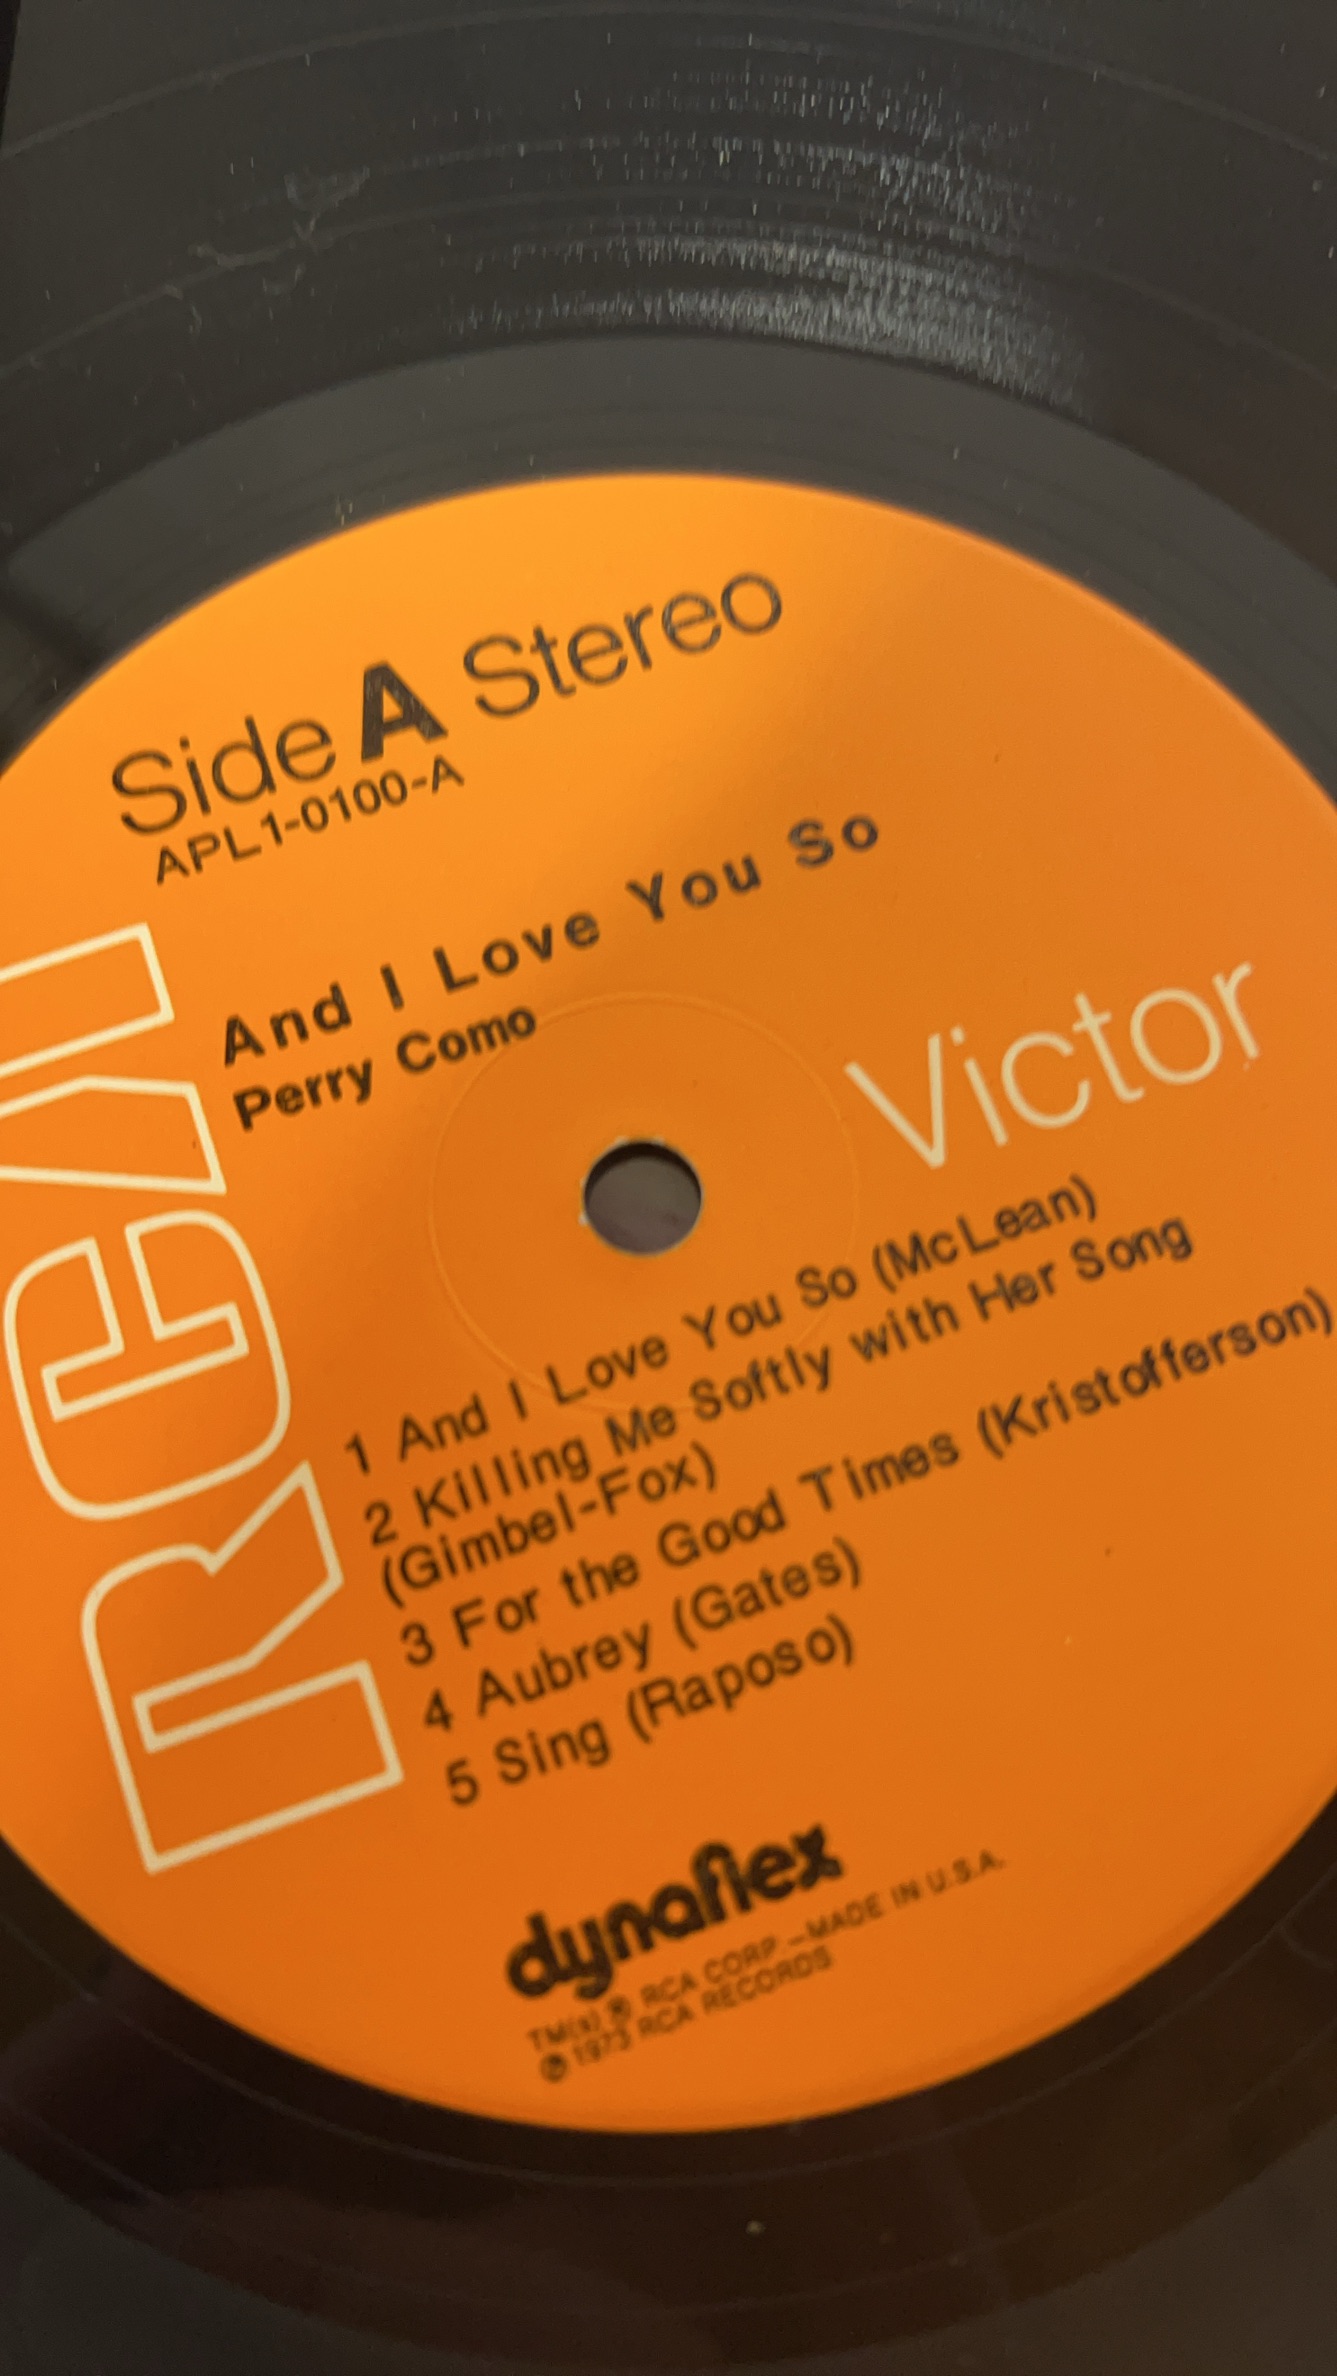 Side A Stereo
APL1-0100-A
And I Love You So
Perry Como
RCA
Victor
1 And I Love You So (McLean)
2 Killing Me Softly with Her Song
(Gimbel-Fox)
3 For the Good Times (Kristofferson)
4 Aubrey (Gates)
5 Sing (Raposo)
dynaflex
TM(s) ® RCA CORP –MADE IN U.S.A.
℗ 1973 RCA RECORDS